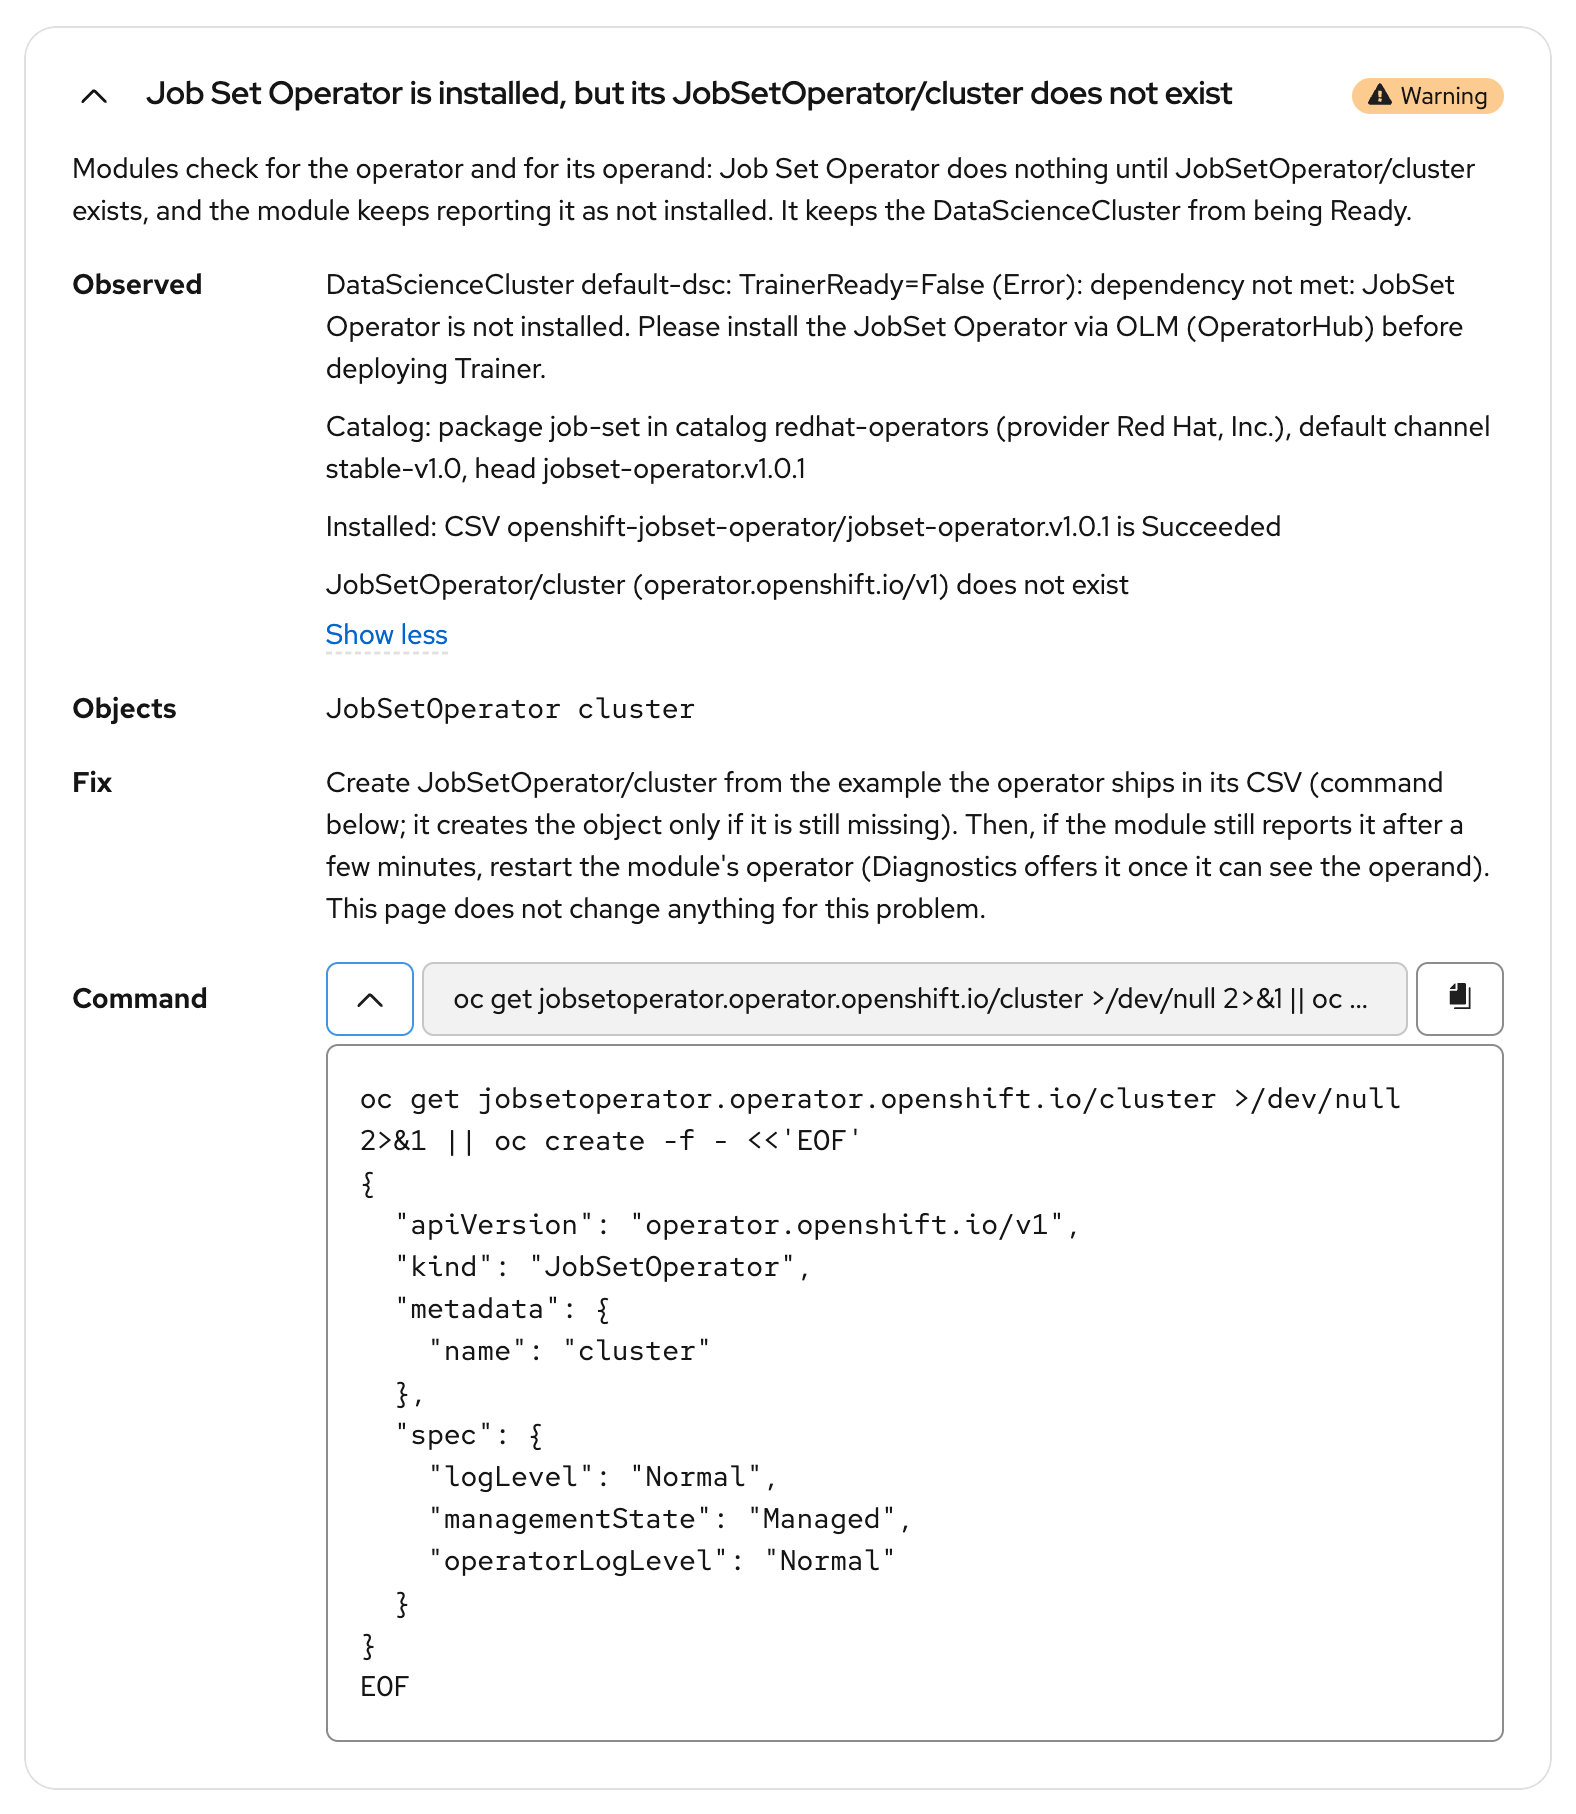 Job Set Operator is installed, but its JobSetOperator/cluster does not exist
Warning
Modules check for the operator and for its operand: Job Set Operator does nothing until JobSetOperator/cluster
exists, and the module keeps reporting it as not installed. It keeps the DataScienceCluster from being Ready.
Observed
DataScienceCluster default-dsc: TrainerReady=False (Error): dependency not met: JobSet
Operator is not installed. Please install the JobSet Operator via OLM (OperatorHub) before
deploying Trainer.
Catalog: package job-set in catalog redhat-operators (provider Red Hat, Inc.), default channel
stable-v1.0, head jobset-operator.v1.0.1
Installed: CSV openshift-jobset-operator/jobset-operator.v1.0.1 is Succeeded
JobSetOperator/cluster (operator.openshift.io/v1) does not exist
Show less
Objects
JobSetOperator cluster
Fix
Create JobSetOperator/cluster from the example the operator ships in its CSV (command
below; it creates the object only if it is still missing). Then, if the module still reports it after a
few minutes, restart the module's operator (Diagnostics offers it once it can see the operand).
This page does not change anything for this problem.
Command
oc get jobsetoperator.operator.openshift.io/cluster >/dev/null 2>&1 || oc ...
oc get jobsetoperator.operator.openshift.io/cluster >/dev/null
2>&1 || oc create -f - <<'EOF'
{
  "apiVersion": "operator.openshift.io/v1",
  "kind": "JobSetOperator",
  "metadata": {
    "name": "cluster"
  },
  "spec": {
    "logLevel": "Normal",
    "managementState": "Managed",
    "operatorLogLevel": "Normal"
  }
}
EOF